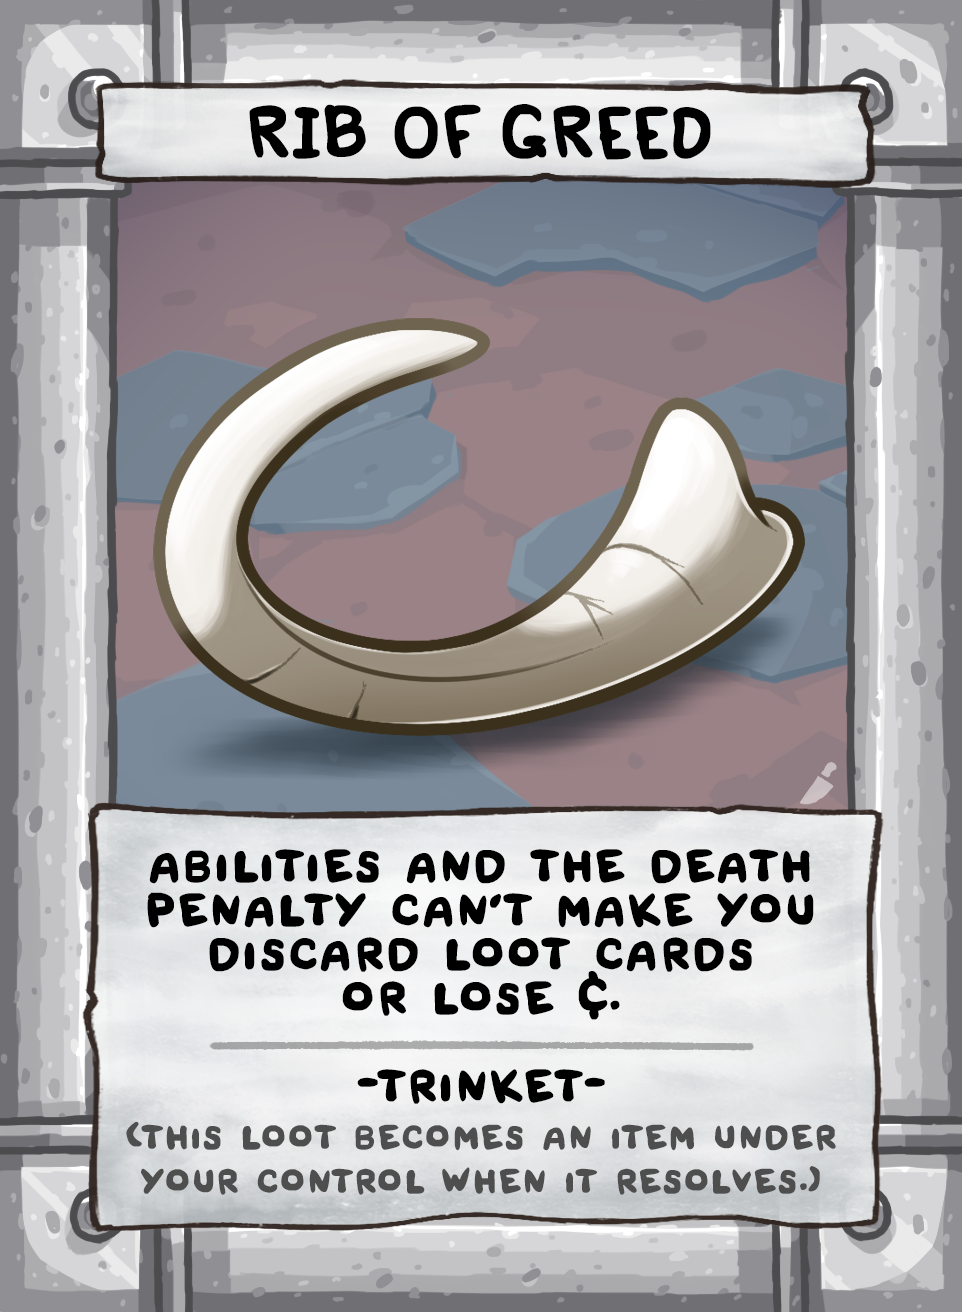 RIB OF GREED
ABILITIES AND THE DEATH
PENALTY CAN'T MAKE YOU
DISCARD LOOT CARDS
OR LOSE ¢.
-TRINKET-
(THIS LOOT BECOMES AN ITEM UNDER
YOUR CONTROL WHEN IT RESOLVES.)